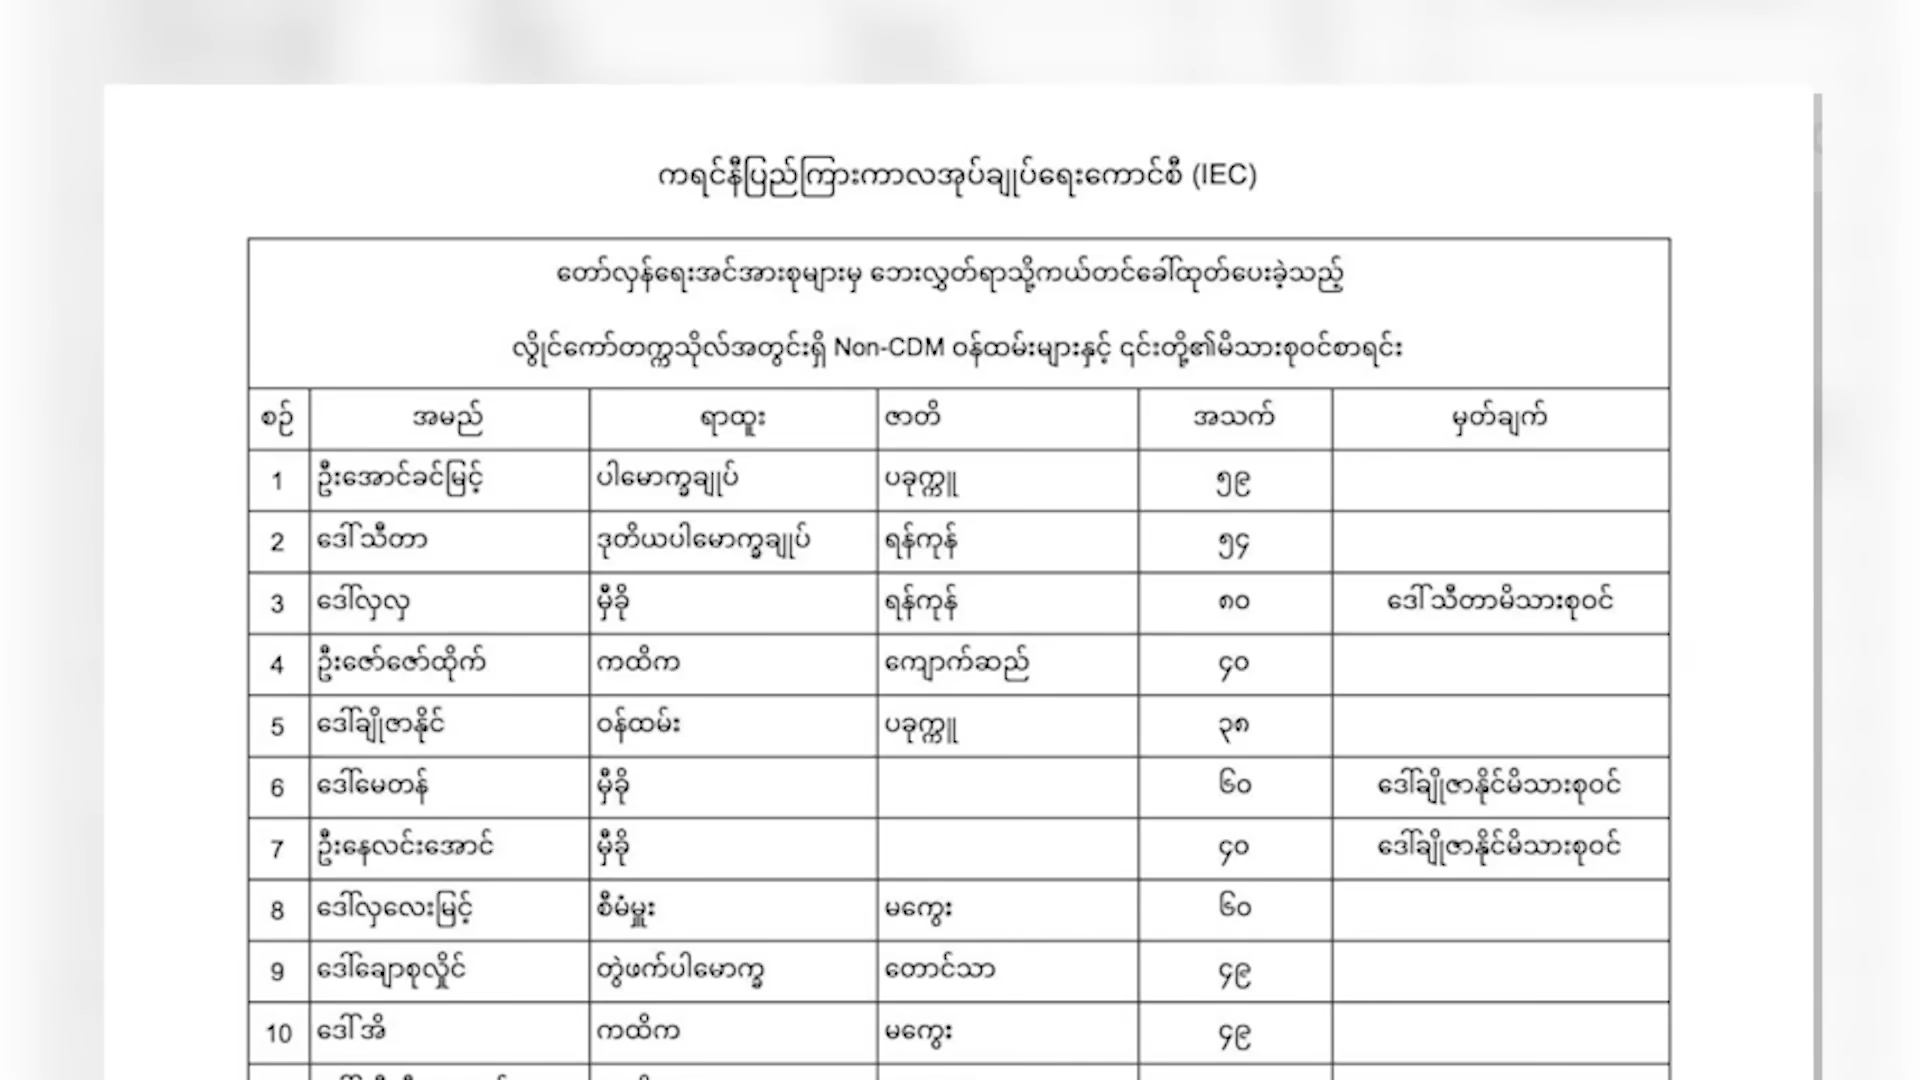 ကရင်နီပြည်ကြားကာလအုပ်ချုပ်ရေးကောင်စီ (IEC)
တော်လှန်ရေးအင်အားစုများမှ ဘေးလွတ်ရာသို့ကယ်တင်ခေါ်ထုတ်ပေးခဲ့သည့်
လွိုင်ကော်တက္ကသိုလ်အတွင်းရှိ Non-CDM ဝန်ထမ်းများနှင့် ၎င်းတို့၏မိသားစုဝင်စာရင်း
စဉ် အမည် ရာထူး ဇာတိ အသက် မှတ်ချက်
1 ဦးအောင်ခင်မြင့် ပါမောက္ခချုပ် ပခုက္ကူ ၅၉
2 ဒေါ်သီတာ ဒုတိယပါမောက္ခချုပ် ရန်ကုန် ၅၄
3 ဒေါ်လှလှ မှီခို ရန်ကုန် ၈၀ ဒေါ်သီတာမိသားစုဝင်
4 ဦးဇော်ဇော်ထိုက် ကထိက ကျောက်ဆည် ၄၀
5 ဒေါ်ချိုဇာနိုင် ဝန်ထမ်း ပခုက္ကူ ၃၈
6 ဒေါ်မေတန် မှီခို ၆၀ ဒေါ်ချိုဇာနိုင်မိသားစုဝင်
7 ဦးနေလင်းအောင် မှီခို ၄၀ ဒေါ်ချိုဇာနိုင်မိသားစုဝင်
8 ဒေါ်လှလေးမြင့် စီမံမှူး မကွေး ၆၀
9 ဒေါ်ချောစုလှိုင် တွဲဖက်ပါမောက္ခ တောင်သာ ၄၉
10 ဒေါ်အိ ကထိက မကွေး ၄၉